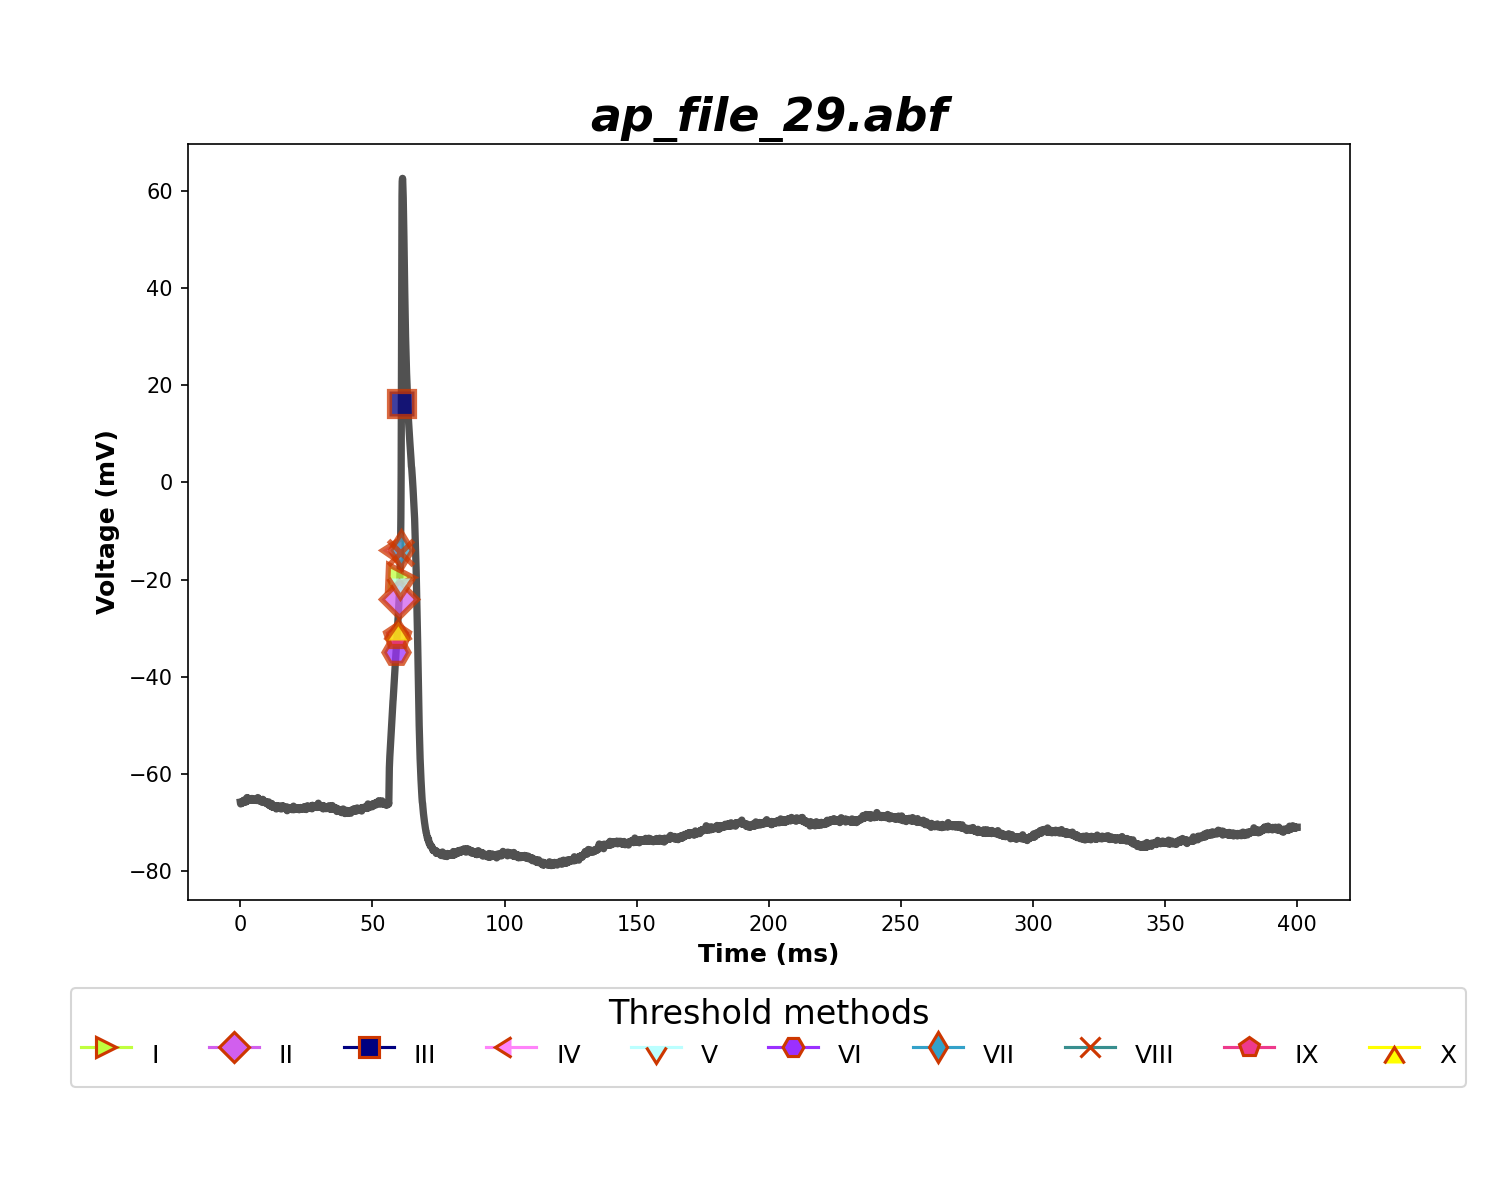 ap_file_29.abf
60
40
20
0
−20
−40
−60
−80
Voltage (mV)
0 50 100 150 200 250 300 350 400
Time (ms)
Threshold methods
I II III IV V VI VII VIII IX X